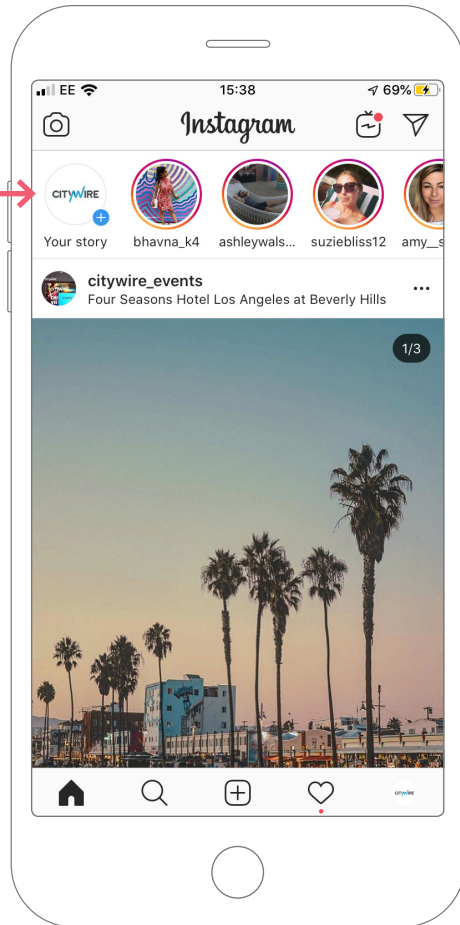 EE 15:38 69%
Instagram
CITYWIRE
Your story bhavna_k4 ashleywals... suziebliss12 amy__s
citywire_events
Four Seasons Hotel Los Angeles at Beverly Hills
1/3
CITYWIRE